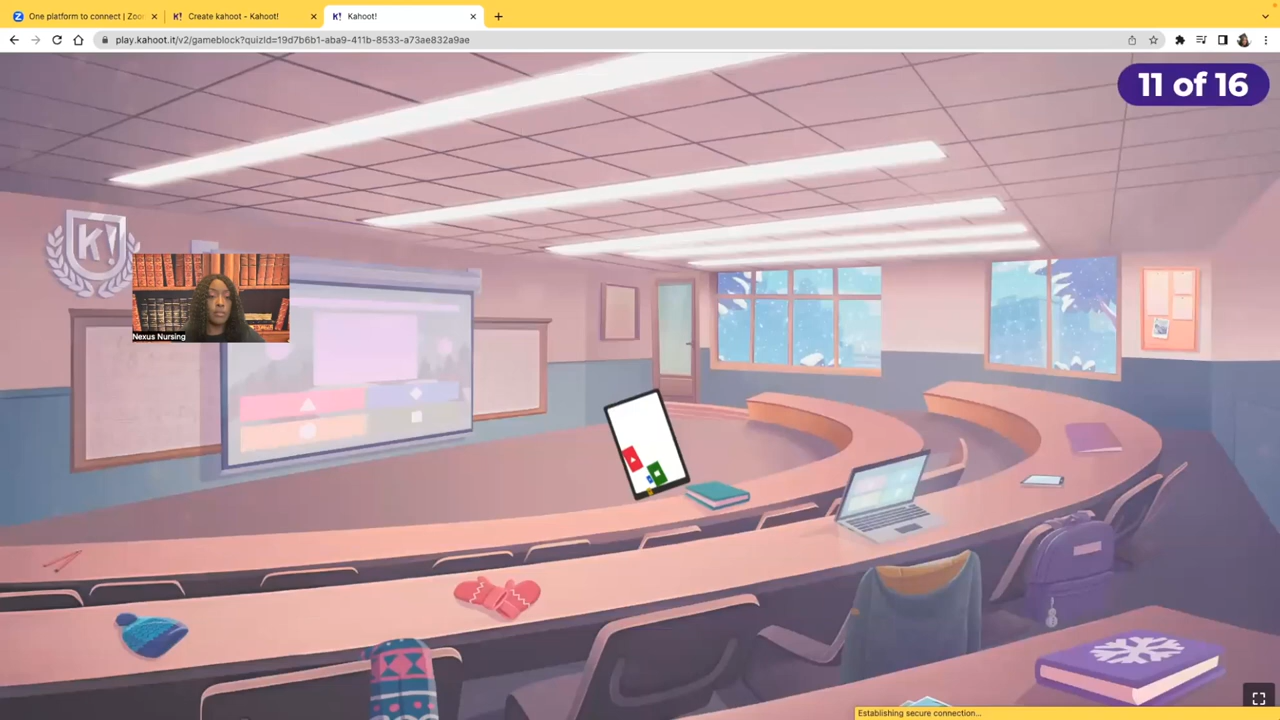 One platform to connect | Zoo
Create kahoot - Kahoot!
Kahoot!
play.kahoot.it/v2/gameblock?quizId=19d7b6b1-aba9-411b-8533-a73ae832a9ae
11 of 16
K!
Nexus Nursing
Establishing secure connection...